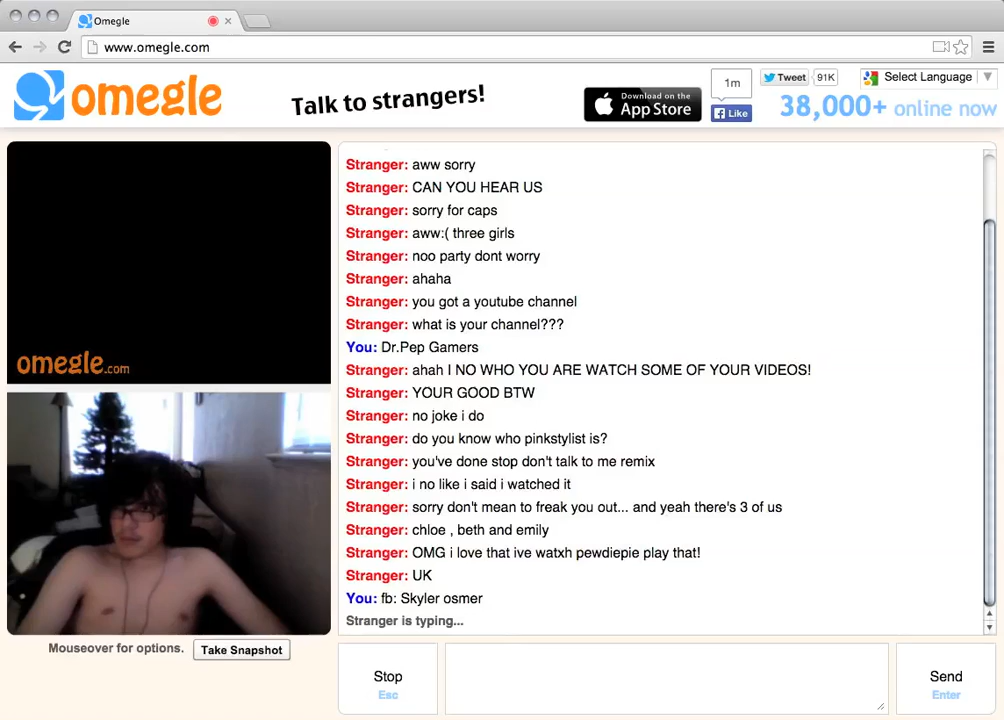 Omegle
www.omegle.com
omegle
Talk to strangers!
Download on the
App Store
1m
Like
Tweet
91K
Select Language
38,000+ online now
omegle.com
Stranger: aww sorry
Stranger: CAN YOU HEAR US
Stranger: sorry for caps
Stranger: aww:( three girls
Stranger: noo party dont worry
Stranger: ahaha
Stranger: you got a youtube channel
Stranger: what is your channel???
You: Dr.Pep Gamers
Stranger: ahah I NO WHO YOU ARE WATCH SOME OF YOUR VIDEOS!
Stranger: YOUR GOOD BTW
Stranger: no joke i do
Stranger: do you know who pinkstylist is?
Stranger: you've done stop don't talk to me remix
Stranger: i no like i said i watched it
Stranger: sorry don't mean to freak you out... and yeah there's 3 of us
Stranger: chloe , beth and emily
Stranger: OMG i love that ive watxh pewdiepie play that!
Stranger: UK
You: fb: Skyler osmer
Stranger is typing...
Mouseover for options.
Take Snapshot
Stop
Esc
Send
Enter